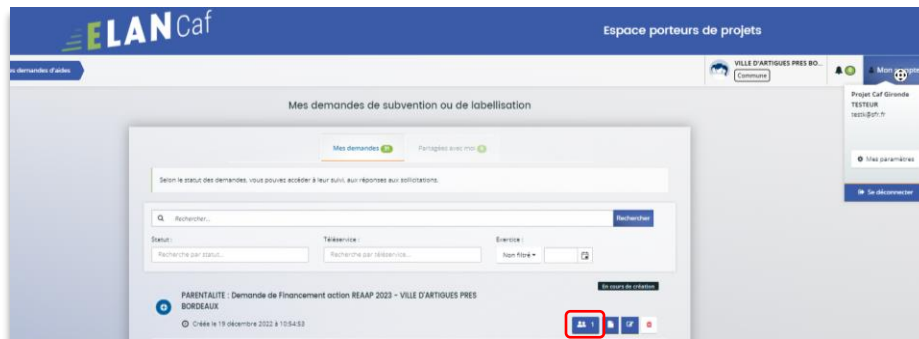 ELAN Caf
Espace porteurs de projets
os demandes d'aides
VILLE D'ARTIGUES PRES BO...
Commune
Mon compte
Projet Caf Gironde
TESTEUR
Mes paramètres
Se déconnecter
Mes demandes de subvention ou de labellisation
Mes demandes
Partagées avec moi
Selon le statut des demandes, vous pouvez accéder à leur suivi, aux réponses aux sollicitations.
Rechercher...
Rechercher
Statut :
Téléservice :
Exercice :
Recherche par statut...
Recherche par téléservice...
Non filtré
En cours de création
PARENTALITE : Demande de Financement action REAAP 2023 - VILLE D'ARTIGUES PRES
BORDEAUX
Créée le 19 décembre 2022 à 10:54:53
1